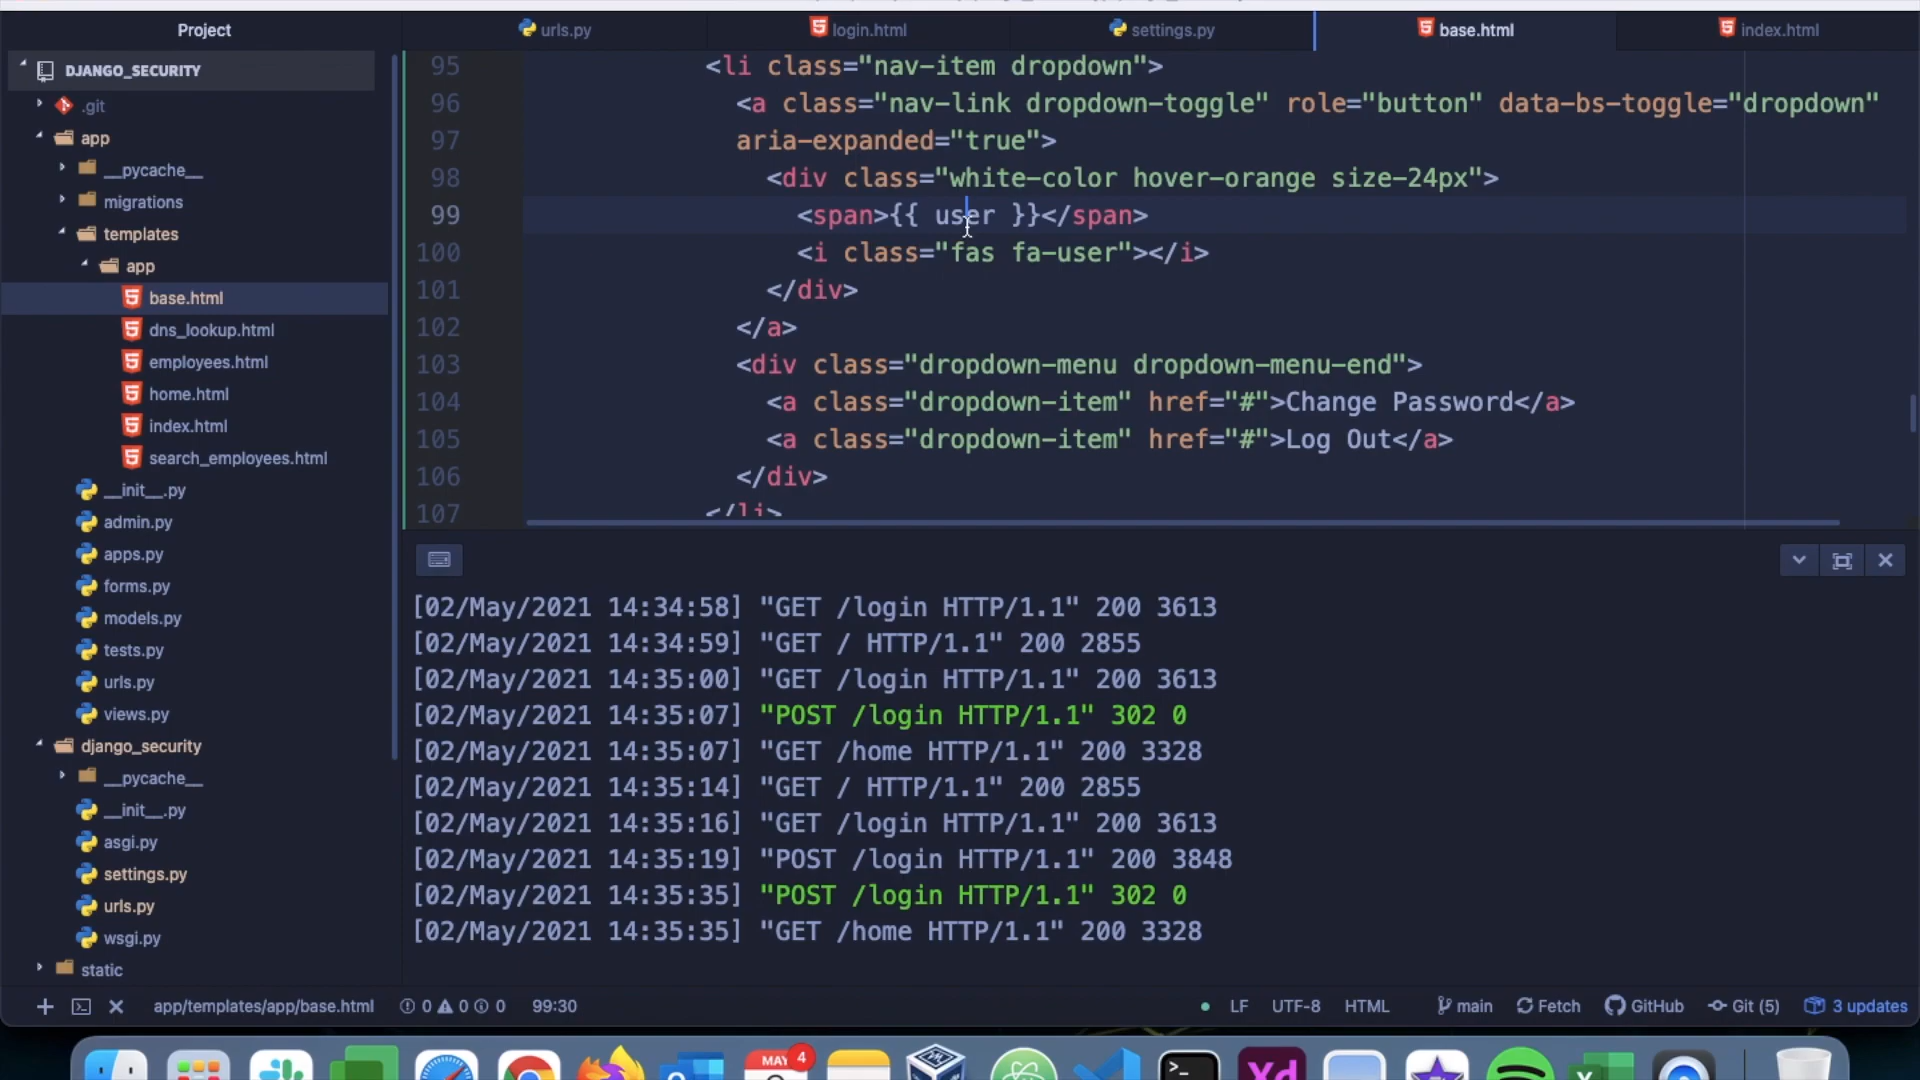 Project
urls.py
login.html
settings.py
base.html
index.html
DJANGO_SECURITY
.git
app
__pycache__
migrations
templates
app
base.html
dns_lookup.html
employees.html
home.html
index.html
search_employees.html
__init__.py
admin.py
apps.py
forms.py
models.py
tests.py
urls.py
views.py
django_security
__pycache__
__init__.py
asgi.py
settings.py
urls.py
wsgi.py
static
95 <li class="nav-item dropdown">
96 <a class="nav-link dropdown-toggle" role="button" data-bs-toggle="dropdown"
97 aria-expanded="true">
98 <div class="white-color hover-orange size-24px">
99 <span>{{ user }}</span>
100 <i class="fas fa-user"></i>
101 </div>
102 </a>
103 <div class="dropdown-menu dropdown-menu-end">
104 <a class="dropdown-item" href="#">Change Password</a>
105 <a class="dropdown-item" href="#">Log Out</a>
106 </div>
107 </li>
[02/May/2021 14:34:58] "GET /login HTTP/1.1" 200 3613
[02/May/2021 14:34:59] "GET / HTTP/1.1" 200 2855
[02/May/2021 14:35:00] "GET /login HTTP/1.1" 200 3613
[02/May/2021 14:35:07] "POST /login HTTP/1.1" 302 0
[02/May/2021 14:35:07] "GET /home HTTP/1.1" 200 3328
[02/May/2021 14:35:14] "GET / HTTP/1.1" 200 2855
[02/May/2021 14:35:16] "GET /login HTTP/1.1" 200 3613
[02/May/2021 14:35:19] "POST /login HTTP/1.1" 200 3848
[02/May/2021 14:35:35] "POST /login HTTP/1.1" 302 0
[02/May/2021 14:35:35] "GET /home HTTP/1.1" 200 3328
app/templates/app/base.html 0 0 0 99:30 LF UTF-8 HTML main Fetch GitHub Git (5) 3 updates
MAY 4 Xd